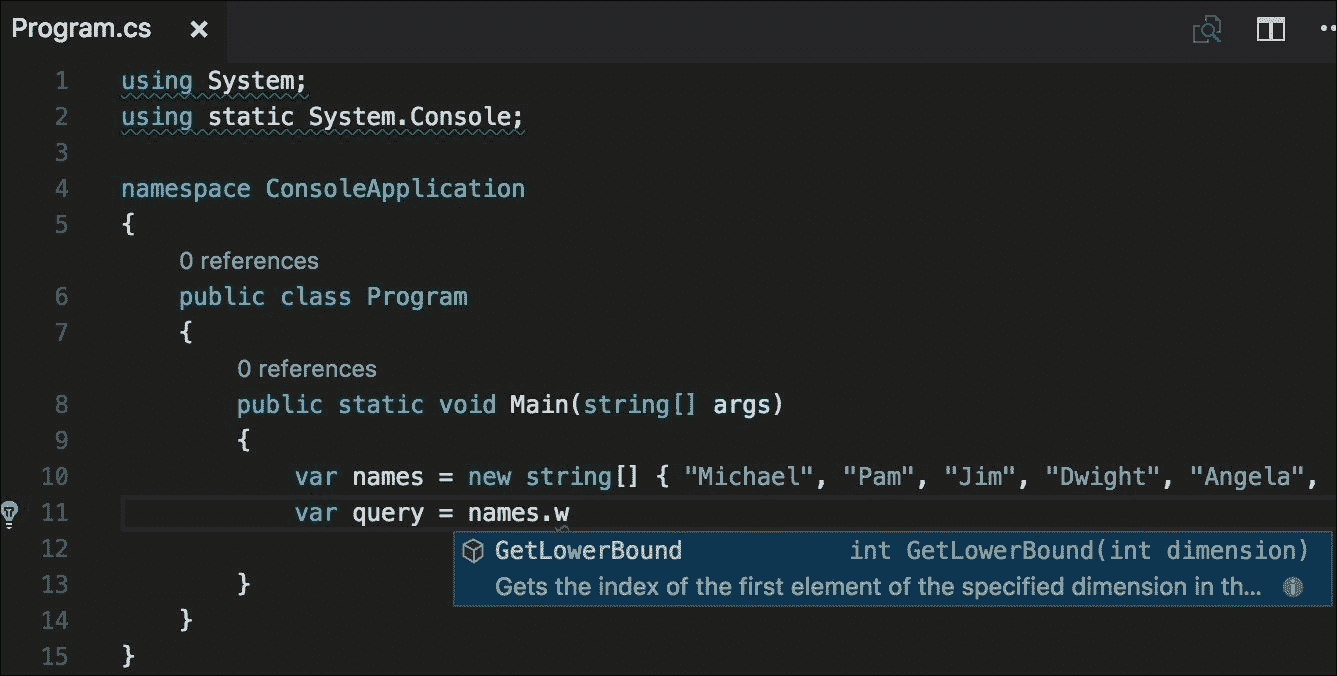 Program.cs ×
1 using System;
2 using static System.Console;
3
4 namespace ConsoleApplication
5 {
0 references
6 public class Program
7 {
0 references
8 public static void Main(string[] args)
9 {
10 var names = new string[] { "Michael", "Pam", "Jim", "Dwight", "Angela",
11 var query = names.w
12 GetLowerBound int GetLowerBound(int dimension)
13 } Gets the index of the first element of the specified dimension in th...
14 }
15 }